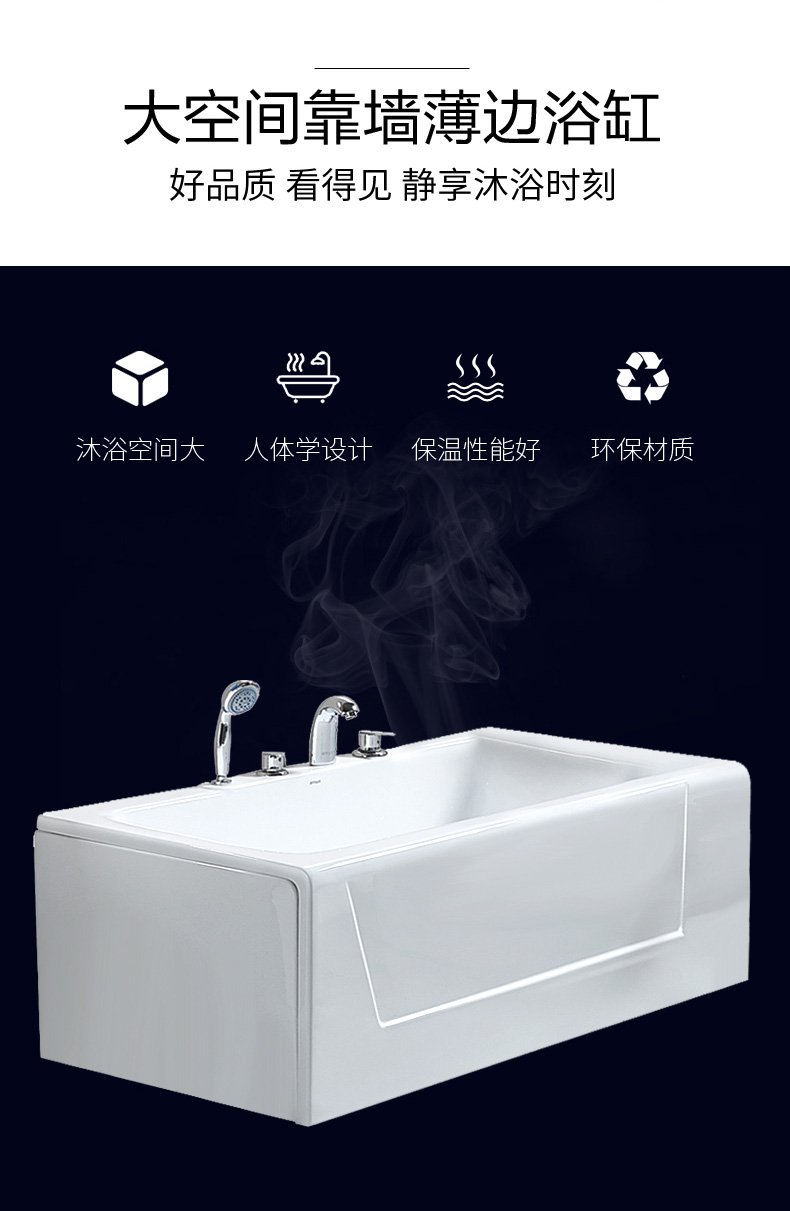 大空间靠墙薄边浴缸
好品质 看得见 静享沐浴时刻
沐浴空间大
人体学设计
保温性能好
环保材质